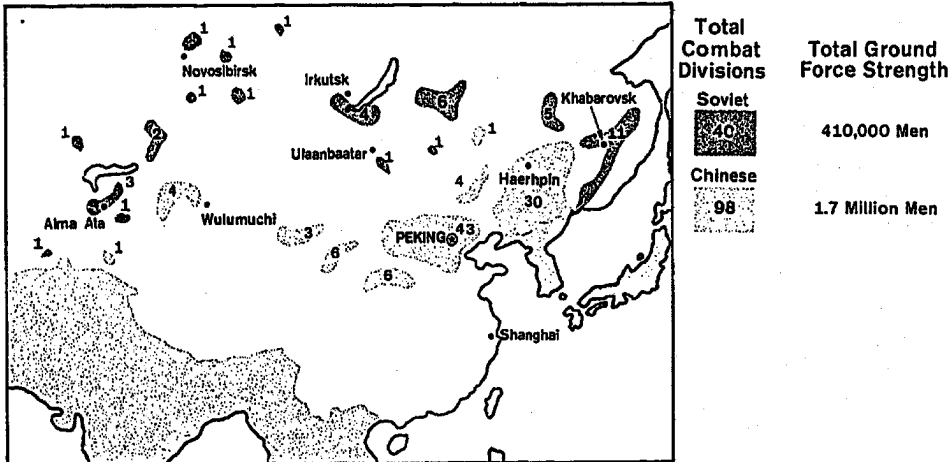 Total
Combat
Divisions
Total Ground
Force Strength
Soviet
40
410,000 Men
Chinese
98
1.7 Million Men
1
1
1
Novosibirsk
1
1
Irkutsk
4
6
5
Khabarovsk
11
1
2
1
Ulaanbaatar
1
1
Haerhpin
30
3
4
4
1
Alma Ata
Wulumuchi
3
PEKING
43
1
1
6
6
Shanghai